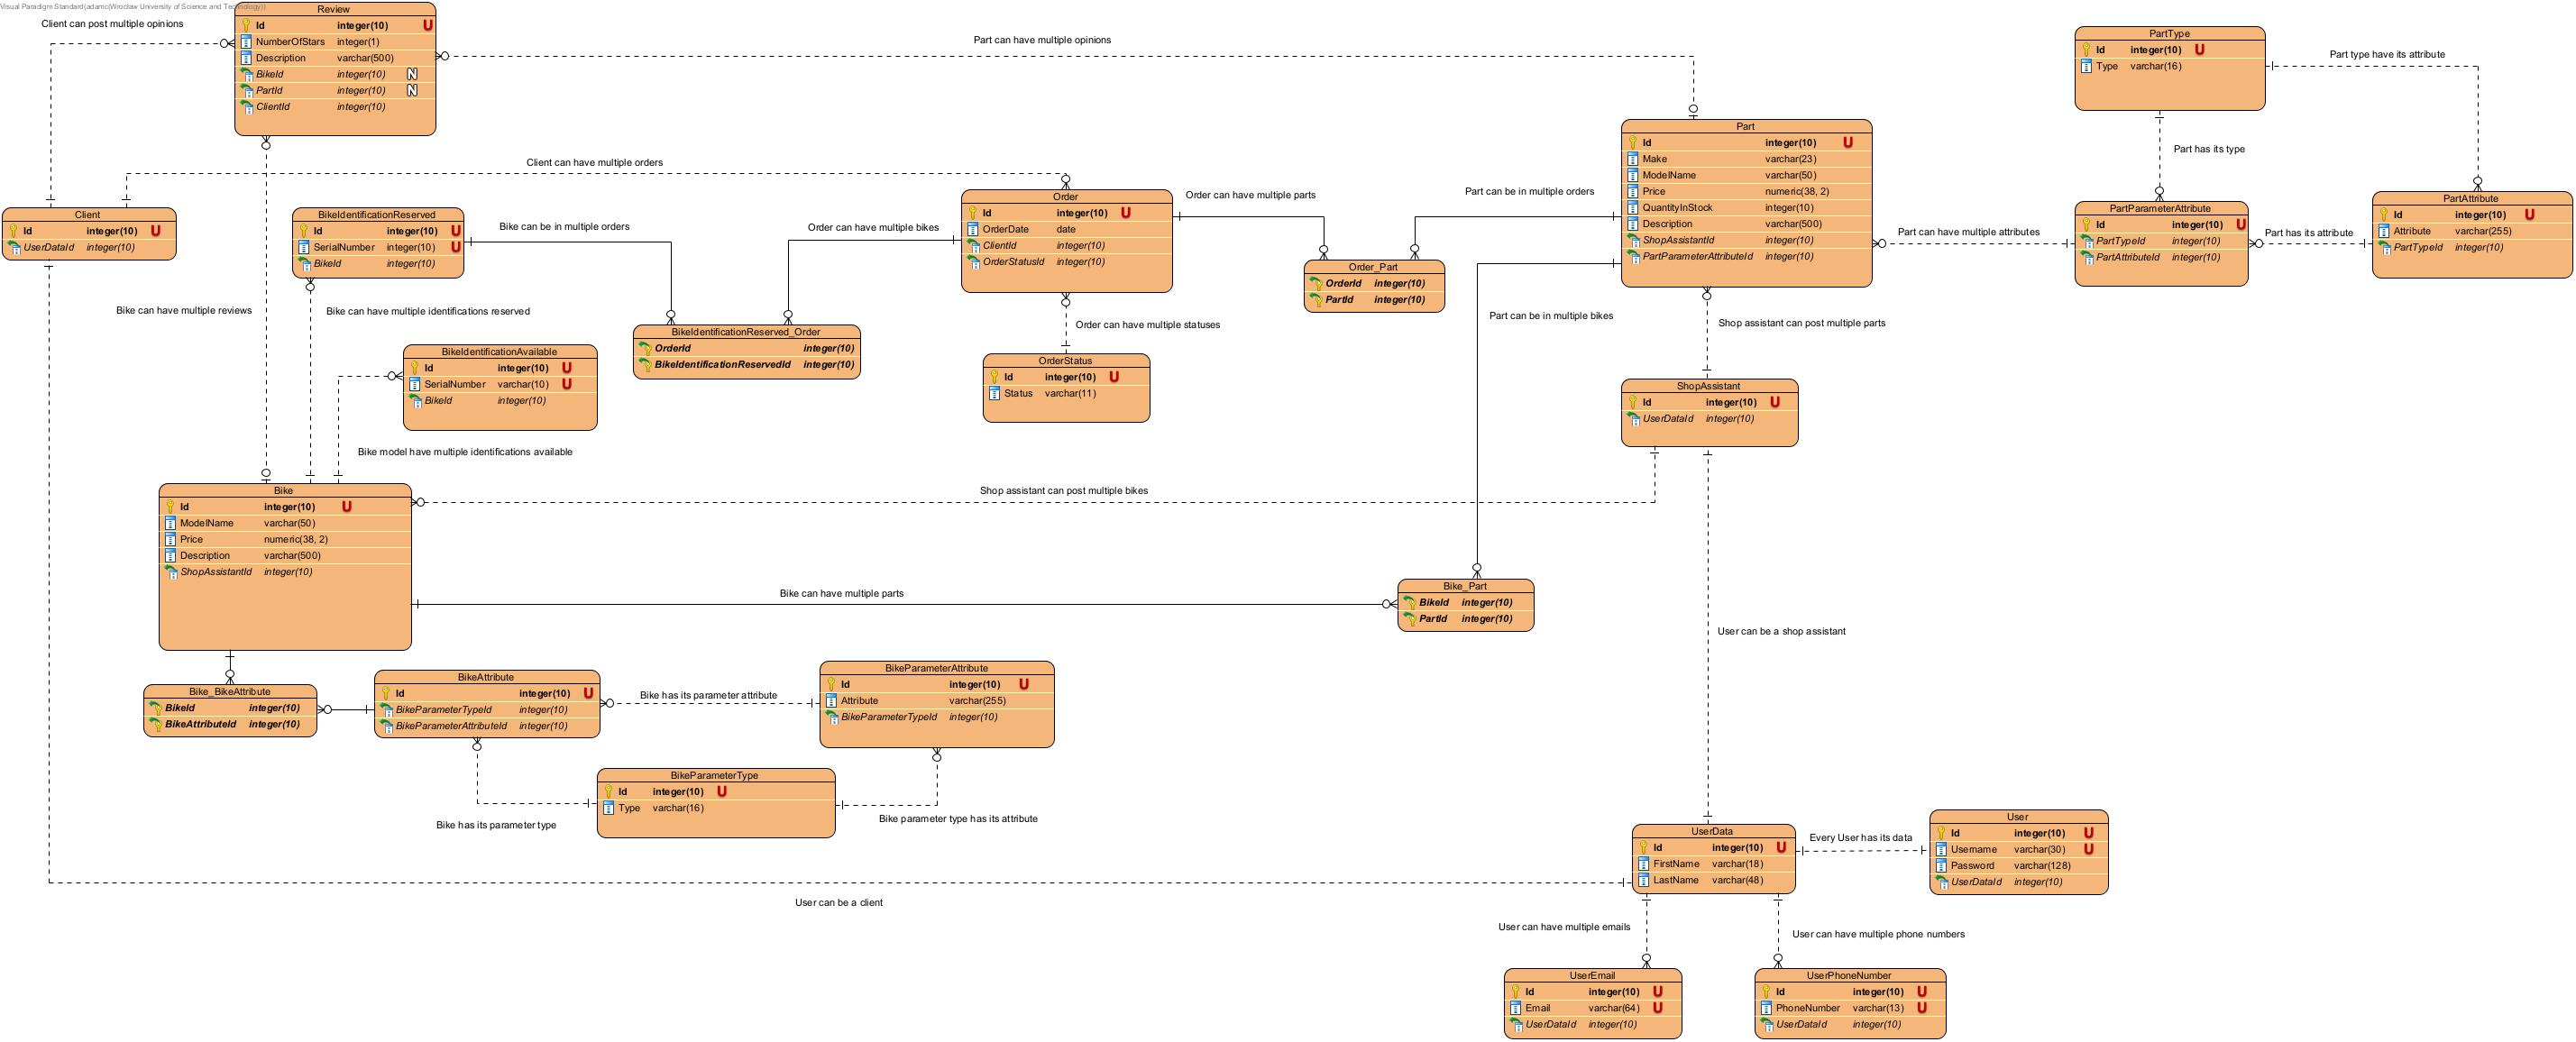 Visual Paradigm Standard(adamc(Wroclaw University of Science and Technology))
Client can post multiple opinions
Review
Id integer(10) U
NumberOfStars integer(1)
Description varchar(500)
BikeId integer(10) N
PartId integer(10) N
ClientId integer(10)
Part can have multiple opinions
PartType
Id integer(10) U
Type varchar(16)
Part type have its attribute
Part has its type
Client can have multiple orders
Part
Id integer(10) U
Make varchar(23)
ModelName varchar(50)
Price numeric(38, 2)
QuantityInStock integer(10)
Description varchar(500)
ShopAssistantId integer(10)
PartParameterAttributeId integer(10)
Client
Id integer(10) U
UserDataId integer(10)
BikeIdentificationReserved
Id integer(10) U
SerialNumber integer(10) U
BikeId integer(10)
Bike can be in multiple orders
Order can have multiple bikes
Order
Id integer(10) U
OrderDate date
ClientId integer(10)
OrderStatusId integer(10)
Order can have multiple parts
Part can be in multiple orders
Order_Part
OrderId integer(10)
PartId integer(10)
Part can have multiple attributes
PartParameterAttribute
Id integer(10) U
PartTypeId integer(10)
PartAttributeId integer(10)
Part has its attribute
PartAttribute
Id integer(10) U
Attribute varchar(255)
PartTypeId integer(10)
Bike can have multiple reviews
Bike can have multiple identifications reserved
BikeIdentificationReserved_Order
OrderId integer(10)
BikeIdentificationReservedId integer(10)
Order can have multiple statuses
Part can be in multiple bikes
Shop assistant can post multiple parts
BikeIdentificationAvailable
Id integer(10) U
SerialNumber varchar(10) U
BikeId integer(10)
OrderStatus
Id integer(10) U
Status varchar(11)
ShopAssistant
Id integer(10) U
UserDataId integer(10)
Bike model have multiple identifications available
Bike
Id integer(10) U
ModelName varchar(50)
Price numeric(38, 2)
Description varchar(500)
ShopAssistantId integer(10)
Shop assistant can post multiple bikes
Bike can have multiple parts
Bike_Part
BikeId integer(10)
PartId integer(10)
User can be a shop assistant
Bike_BikeAttribute
BikeId integer(10)
BikeAttributeId integer(10)
BikeAttribute
Id integer(10) U
BikeParameterTypeId integer(10)
BikeParameterAttributeId integer(10)
Bike has its parameter attribute
BikeParameterAttribute
Id integer(10) U
Attribute varchar(255)
BikeParameterTypeId integer(10)
BikeParameterType
Id integer(10) U
Type varchar(16)
Bike has its parameter type
Bike parameter type has its attribute
UserData
Id integer(10) U
FirstName varchar(18)
LastName varchar(48)
Every User has its data
User
Id integer(10) U
Username varchar(30) U
Password varchar(128)
UserDataId integer(10)
User can be a client
User can have multiple emails
User can have multiple phone numbers
UserEmail
Id integer(10) U
Email varchar(64) U
UserDataId integer(10)
UserPhoneNumber
Id integer(10) U
PhoneNumber varchar(13) U
UserDataId integer(10)